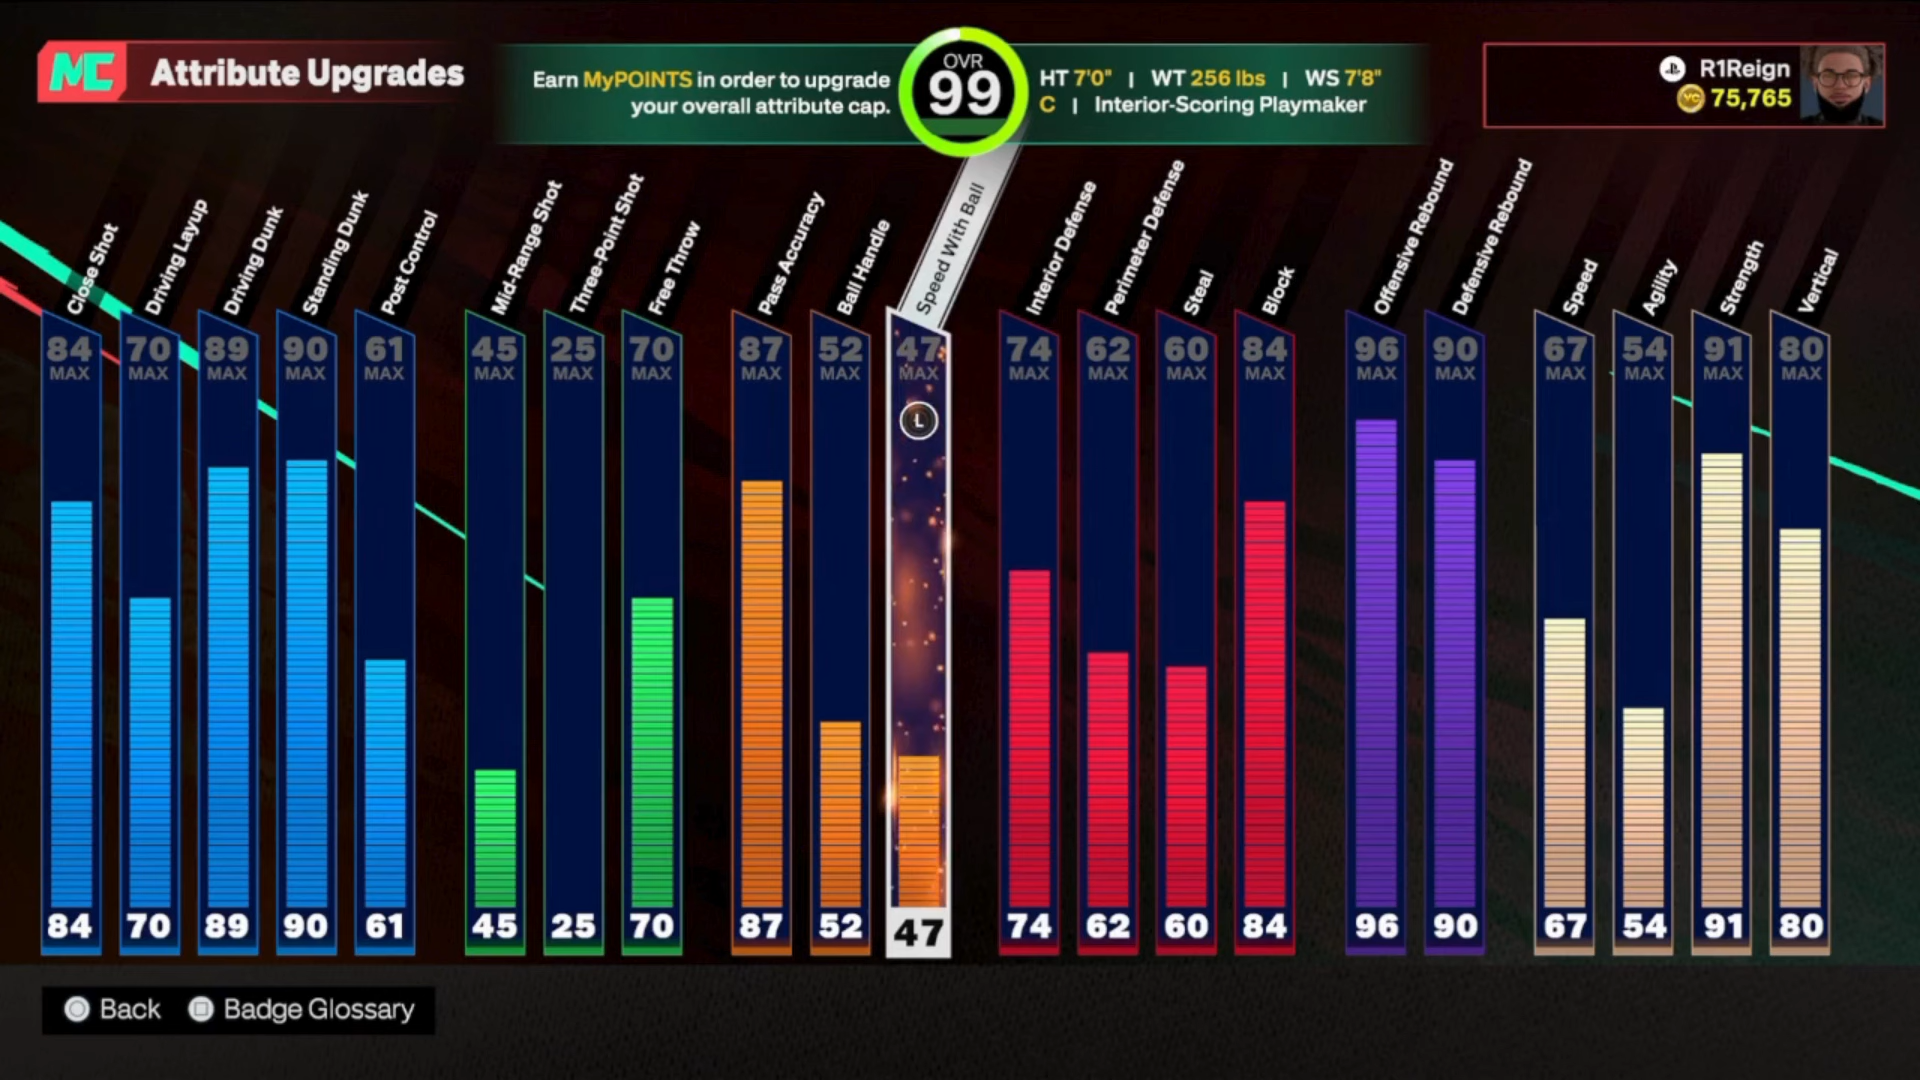 MC Attribute Upgrades
Earn MyPOINTS in order to upgrade
your overall attribute cap.
OVR
99
HT 7'0" | WT 256 lbs | WS 7'8"
C | Interior-Scoring Playmaker
R1Reign
VC 75,765
Close Shot
Driving Layup
Driving Dunk
Standing Dunk
Post Control
Mid-Range Shot
Three-Point Shot
Free Throw
Pass Accuracy
Ball Handle
Speed With Ball
Interior Defense
Perimeter Defense
Steal
Block
Offensive Rebound
Defensive Rebound
Speed
Agility
Strength
Vertical
84 70 89 90 61 45 25 70 87 52 47 74 62 60 84 96 90 67 54 91 80
MAX MAX MAX MAX MAX MAX MAX MAX MAX MAX MAX MAX MAX MAX MAX MAX MAX MAX MAX MAX MAX
L
84 70 89 90 61 45 25 70 87 52 47 74 62 60 84 96 90 67 54 91 80
Back Badge Glossary